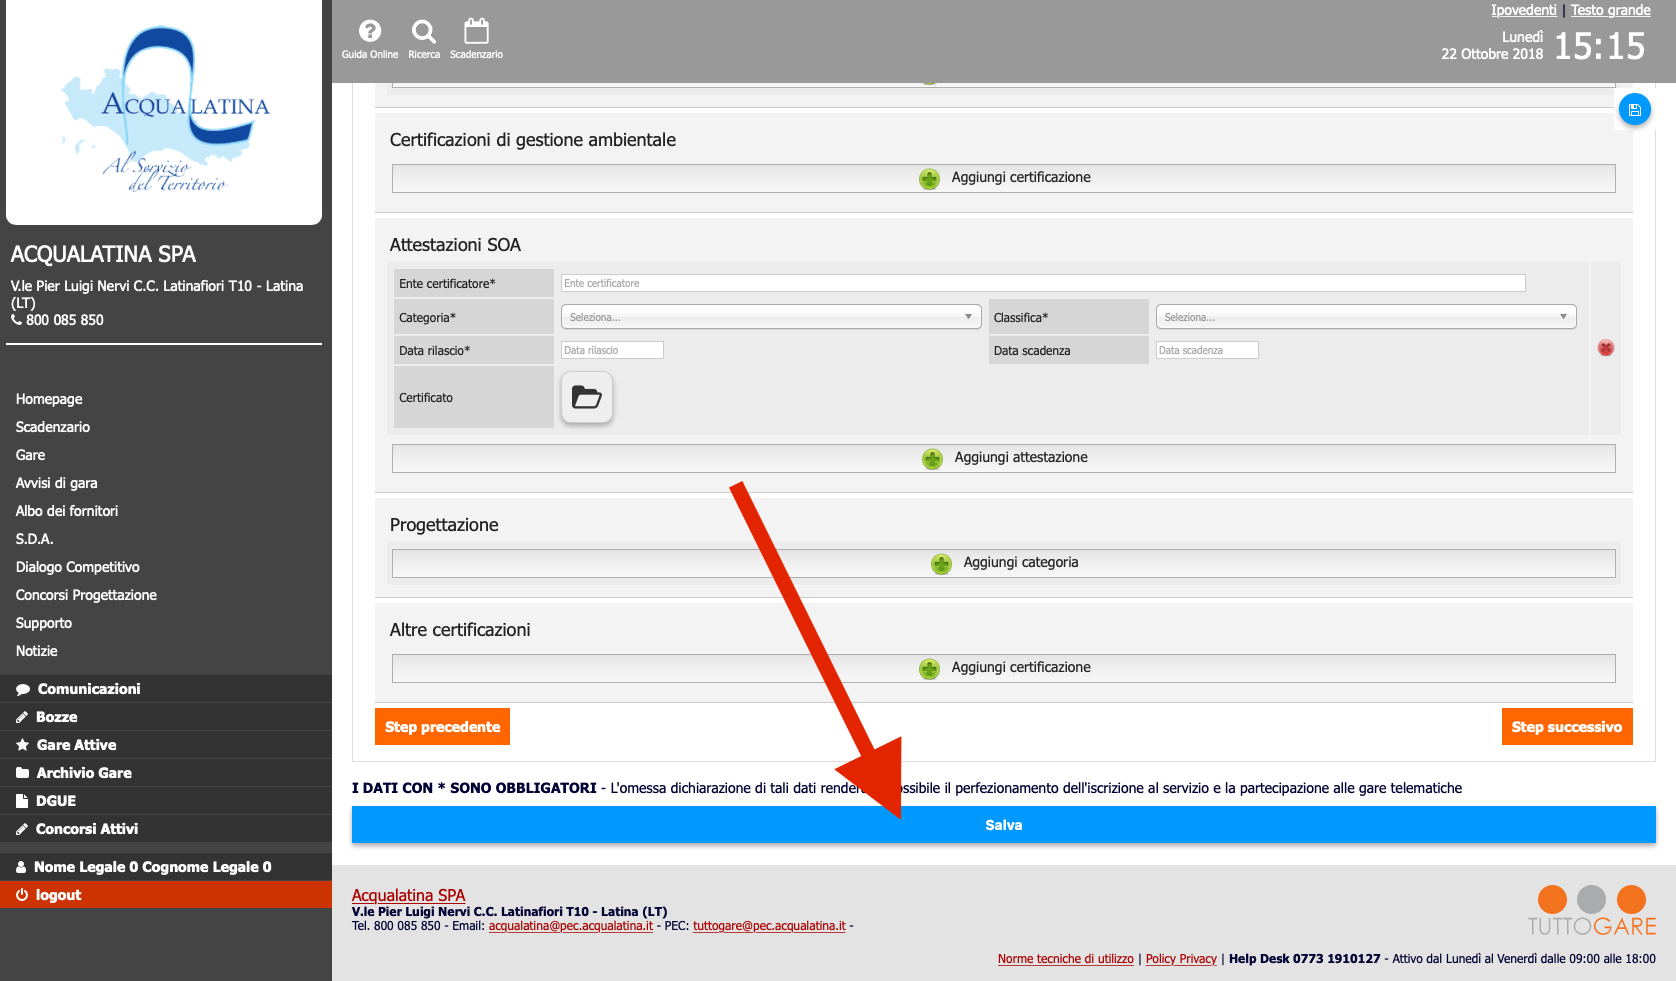 ACQUALATINA
Al Servizio
del Territorio
ACQUALATINA SPA
V.le Pier Luigi Nervi C.C. Latinafiori T10 - Latina
(LT)
800 085 850
Homepage
Scadenzario
Gare
Avvisi di gara
Albo dei fornitori
S.D.A.
Dialogo Competitivo
Concorsi Progettazione
Supporto
Notizie
Comunicazioni
Bozze
Gare Attive
Archivio Gare
DGUE
Concorsi Attivi
Nome Legale 0 Cognome Legale 0
logout
Guida Online Ricerca Scadenzario
Ipovedenti | Testo grande
Lunedì
22 Ottobre 2018
15:15
Certificazioni di gestione ambientale
Aggiungi certificazione
Attestazioni SOA
Ente certificatore* Ente certificatore
Categoria* Seleziona... Classifica* Seleziona...
Data rilascio* Data rilascio Data scadenza Data scadenza
Certificato
Aggiungi attestazione
Progettazione
Aggiungi categoria
Altre certificazioni
Aggiungi certificazione
Step precedente Step successivo
I DATI CON * SONO OBBLIGATORI - L'omessa dichiarazione di tali dati il perfezionamento dell'iscrizione al servizio e la partecipazione alle gare telematiche
Salva
Acqualatina SPA
V.le Pier Luigi Nervi C.C. Latinafiori T10 - Latina (LT)
Tel. 800 085 850 - Email: acqualatina@pec.acqualatina.it - PEC: tuttogare@pec.acqualatina.it -
TUTTOGARE
Norme tecniche di utilizzo | Policy Privacy | Help Desk 0773 1910127 - Attivo dal Lunedì al Venerdì dalle 09:00 alle 18:00